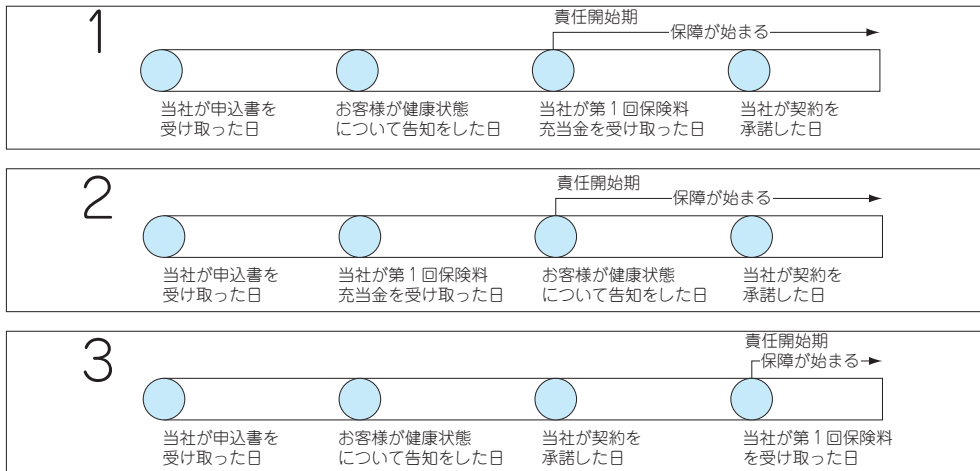 1
責任開始期
保障が始まる
当社が申込書を
受け取った日
お客様が健康状態
について告知をした日
当社が第1回保険料
充当金を受け取った日
当社が契約を
承諾した日
2
責任開始期
保障が始まる
当社が申込書を
受け取った日
当社が第1回保険料
充当金を受け取った日
お客様が健康状態
について告知をした日
当社が契約を
承諾した日
3
責任開始期
保障が始まる
当社が申込書を
受け取った日
お客様が健康状態
について告知をした日
当社が契約を
承諾した日
当社が第1回保険料
を受け取った日